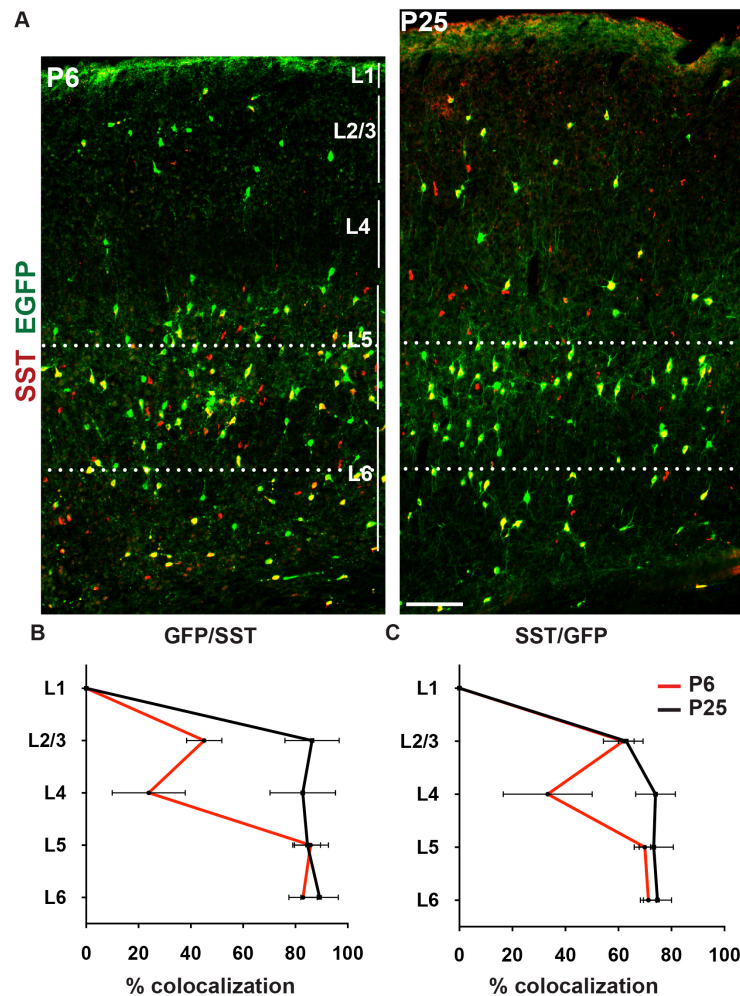 A
P6
P25
L1
L2/3
L4
L5
L6
SST EGFP
B
GFP/SST
C
SST/GFP
L1
L2/3
L4
L5
L6
0 20 40 60 80 100
% colocalization
P6
P25
L1
L2/3
L4
L5
L6
0 20 40 60 80 100
% colocalization